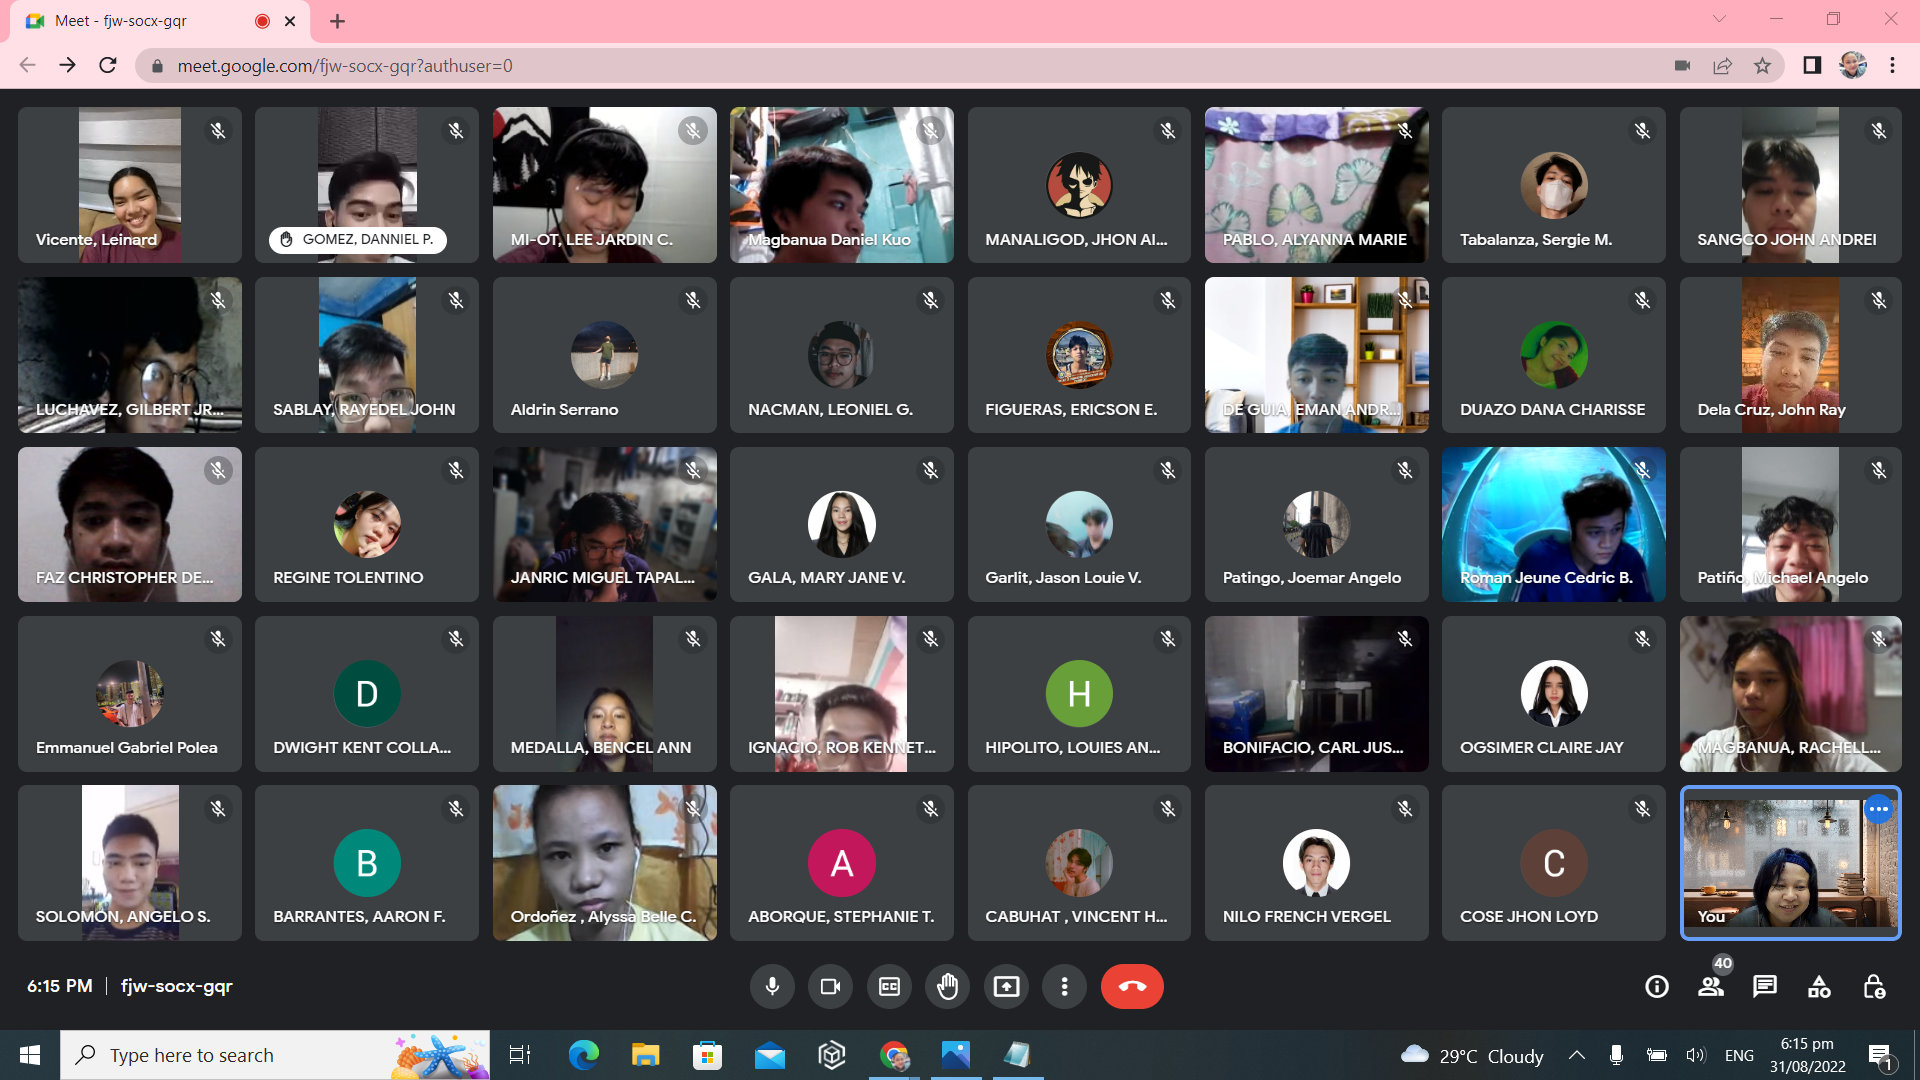 Meet - fjw-socx-gqr
meet.google.com/fjw-socx-gqr?authuser=0
Vicente, Leinard
GOMEZ, DANNIEL P.
MI-OT, LEE JARDIN C.
Magbanua Daniel Kuo
MANALIGOD, JHON AI...
PABLO, ALYANNA MARIE
Tabalanza, Sergie M.
SANGCO JOHN ANDREI
LUCHAVEZ, GILBERT JR...
SABLAY, RAYEDEL JOHN
Aldrin Serrano
NACMAN, LEONIEL G.
FIGUERAS, ERICSON E.
DE GUIA, EMAN ANDR...
DUAZO DANA CHARISSE
Dela Cruz, John Ray
FAZ CHRISTOPHER DE...
REGINE TOLENTINO
JANRIC MIGUEL TAPAL...
GALA, MARY JANE V.
Garlit, Jason Louie V.
Patingo, Joemar Angelo
Roman Jeune Cedric B.
Patiño, Michael Angelo
Emmanuel Gabriel Polea
D
DWIGHT KENT COLLA...
MEDALLA, BENCEL ANN
IGNACIO, ROB KENNET...
H
HIPOLITO, LOUIES AN...
BONIFACIO, CARL JUS...
OGSIMER CLAIRE JAY
MAGBANUA, RACHELL...
SOLOMON, ANGELO S.
B
BARRANTES, AARON F.
Ordoñez , Alyssa Belle C.
A
ABORQUE, STEPHANIE T.
CABUHAT , VINCENT H...
NILO FRENCH VERGEL
C
COSE JHON LOYD
You
6:15 PM | fjw-socx-gqr
CC
40
Type here to search
29°C Cloudy
ENG
6:15 pm
31/08/2022
1